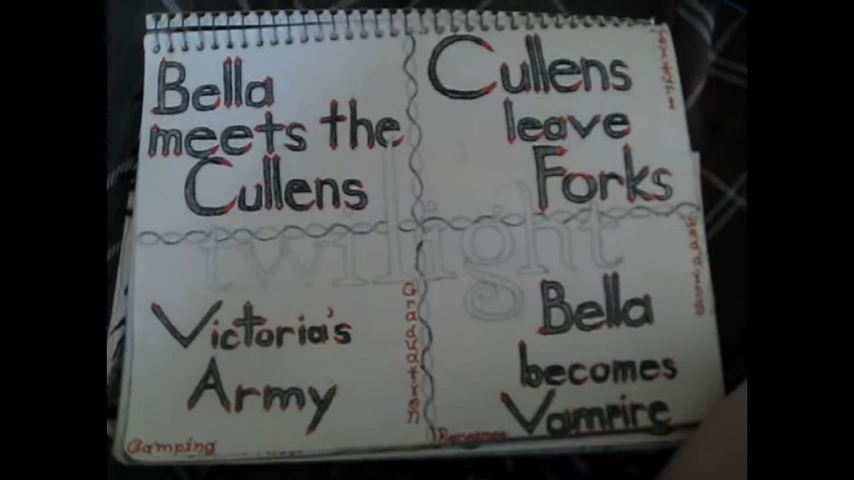 Bella
meets the
Cullens
Cullens
leave
Forks
twilight
Victoria's
Army
Graduation
Camping
Bella
becomes
Vampire